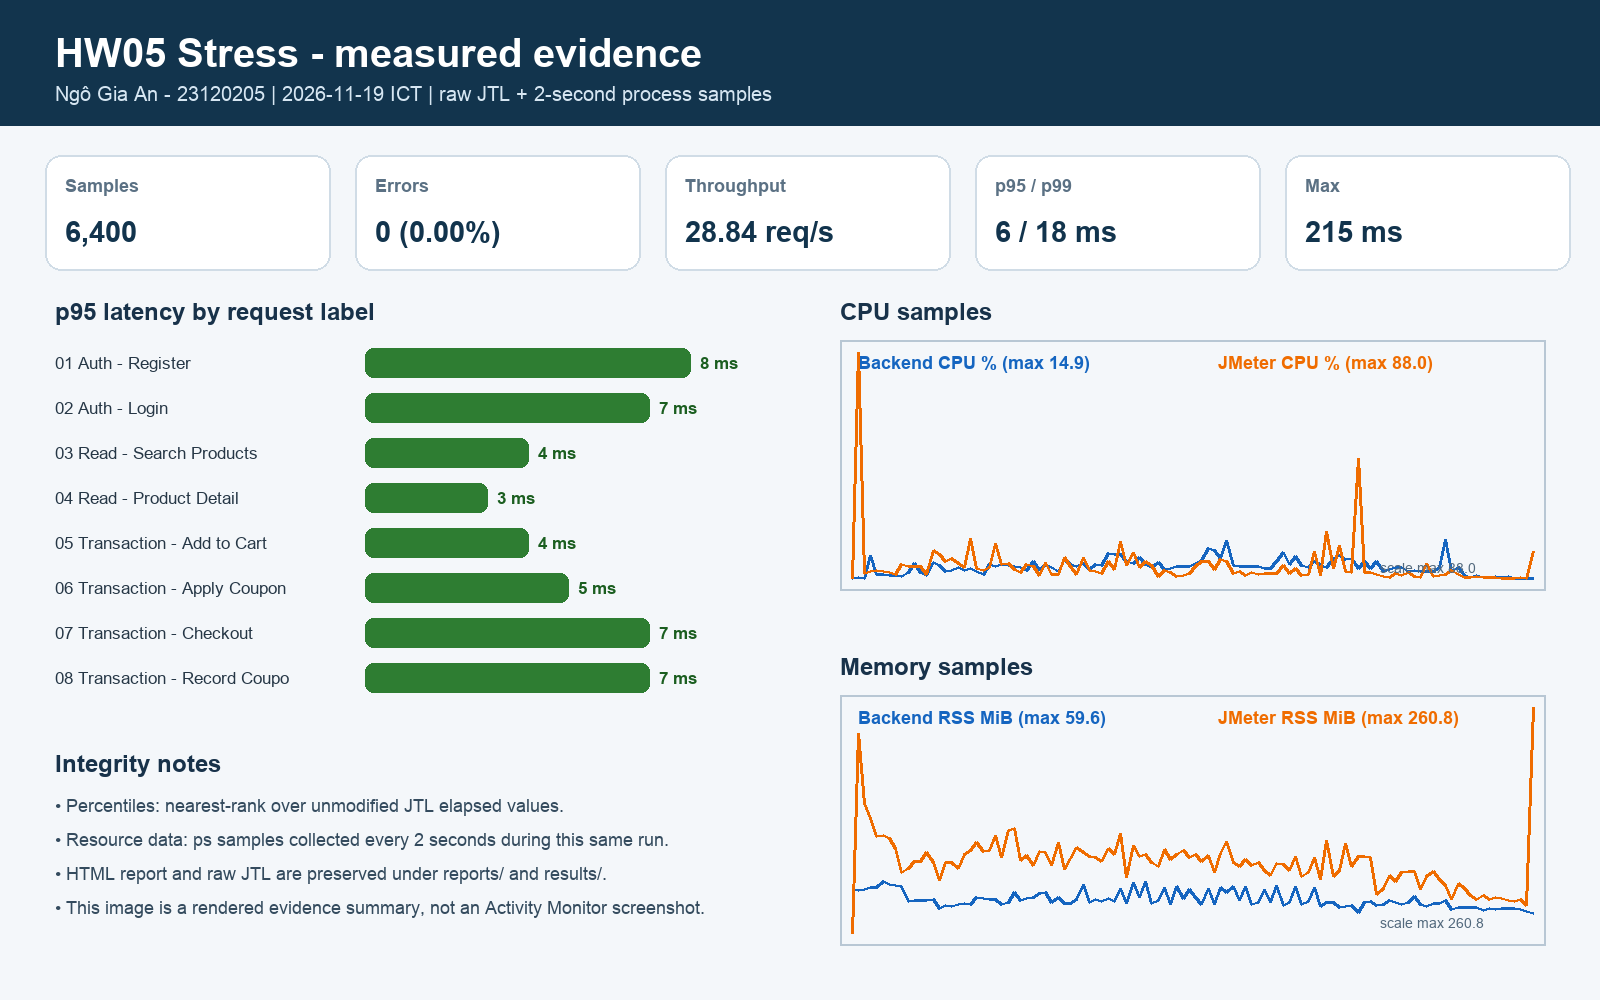 HW05 Stress - measured evidence
Ngô Gia An - 23120205 | 2026-11-19 ICT | raw JTL + 2-second process samples
Samples
6,400
Errors
0 (0.00%)
Throughput
28.84 req/s
p95 / p99
6 / 18 ms
Max
215 ms
p95 latency by request label
01 Auth - Register 8 ms
02 Auth - Login 7 ms
03 Read - Search Products 4 ms
04 Read - Product Detail 3 ms
05 Transaction - Add to Cart 4 ms
06 Transaction - Apply Coupon 5 ms
07 Transaction - Checkout 7 ms
08 Transaction - Record Coupo 7 ms
Integrity notes
• Percentiles: nearest-rank over unmodified JTL elapsed values.
• Resource data: ps samples collected every 2 seconds during this same run.
• HTML report and raw JTL are preserved under reports/ and results/.
• This image is a rendered evidence summary, not an Activity Monitor screenshot.
CPU samples
Backend CPU % (max 14.9) JMeter CPU % (max 88.0)
scale max 88.0
Memory samples
Backend RSS MiB (max 59.6) JMeter RSS MiB (max 260.8)
scale max 260.8